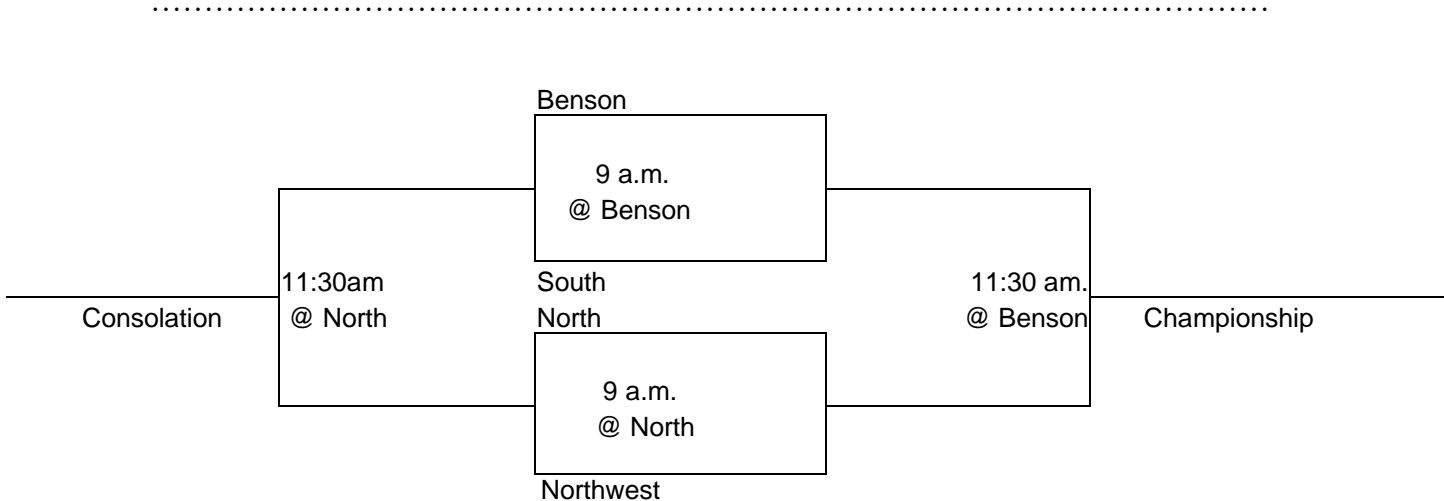 ……………………………………………………………………………………………
Benson
9 a.m.
@ Benson
11:30am South 11:30 am.
Consolation @ North North @ Benson Championship
9 a.m.
@ North
Northwest